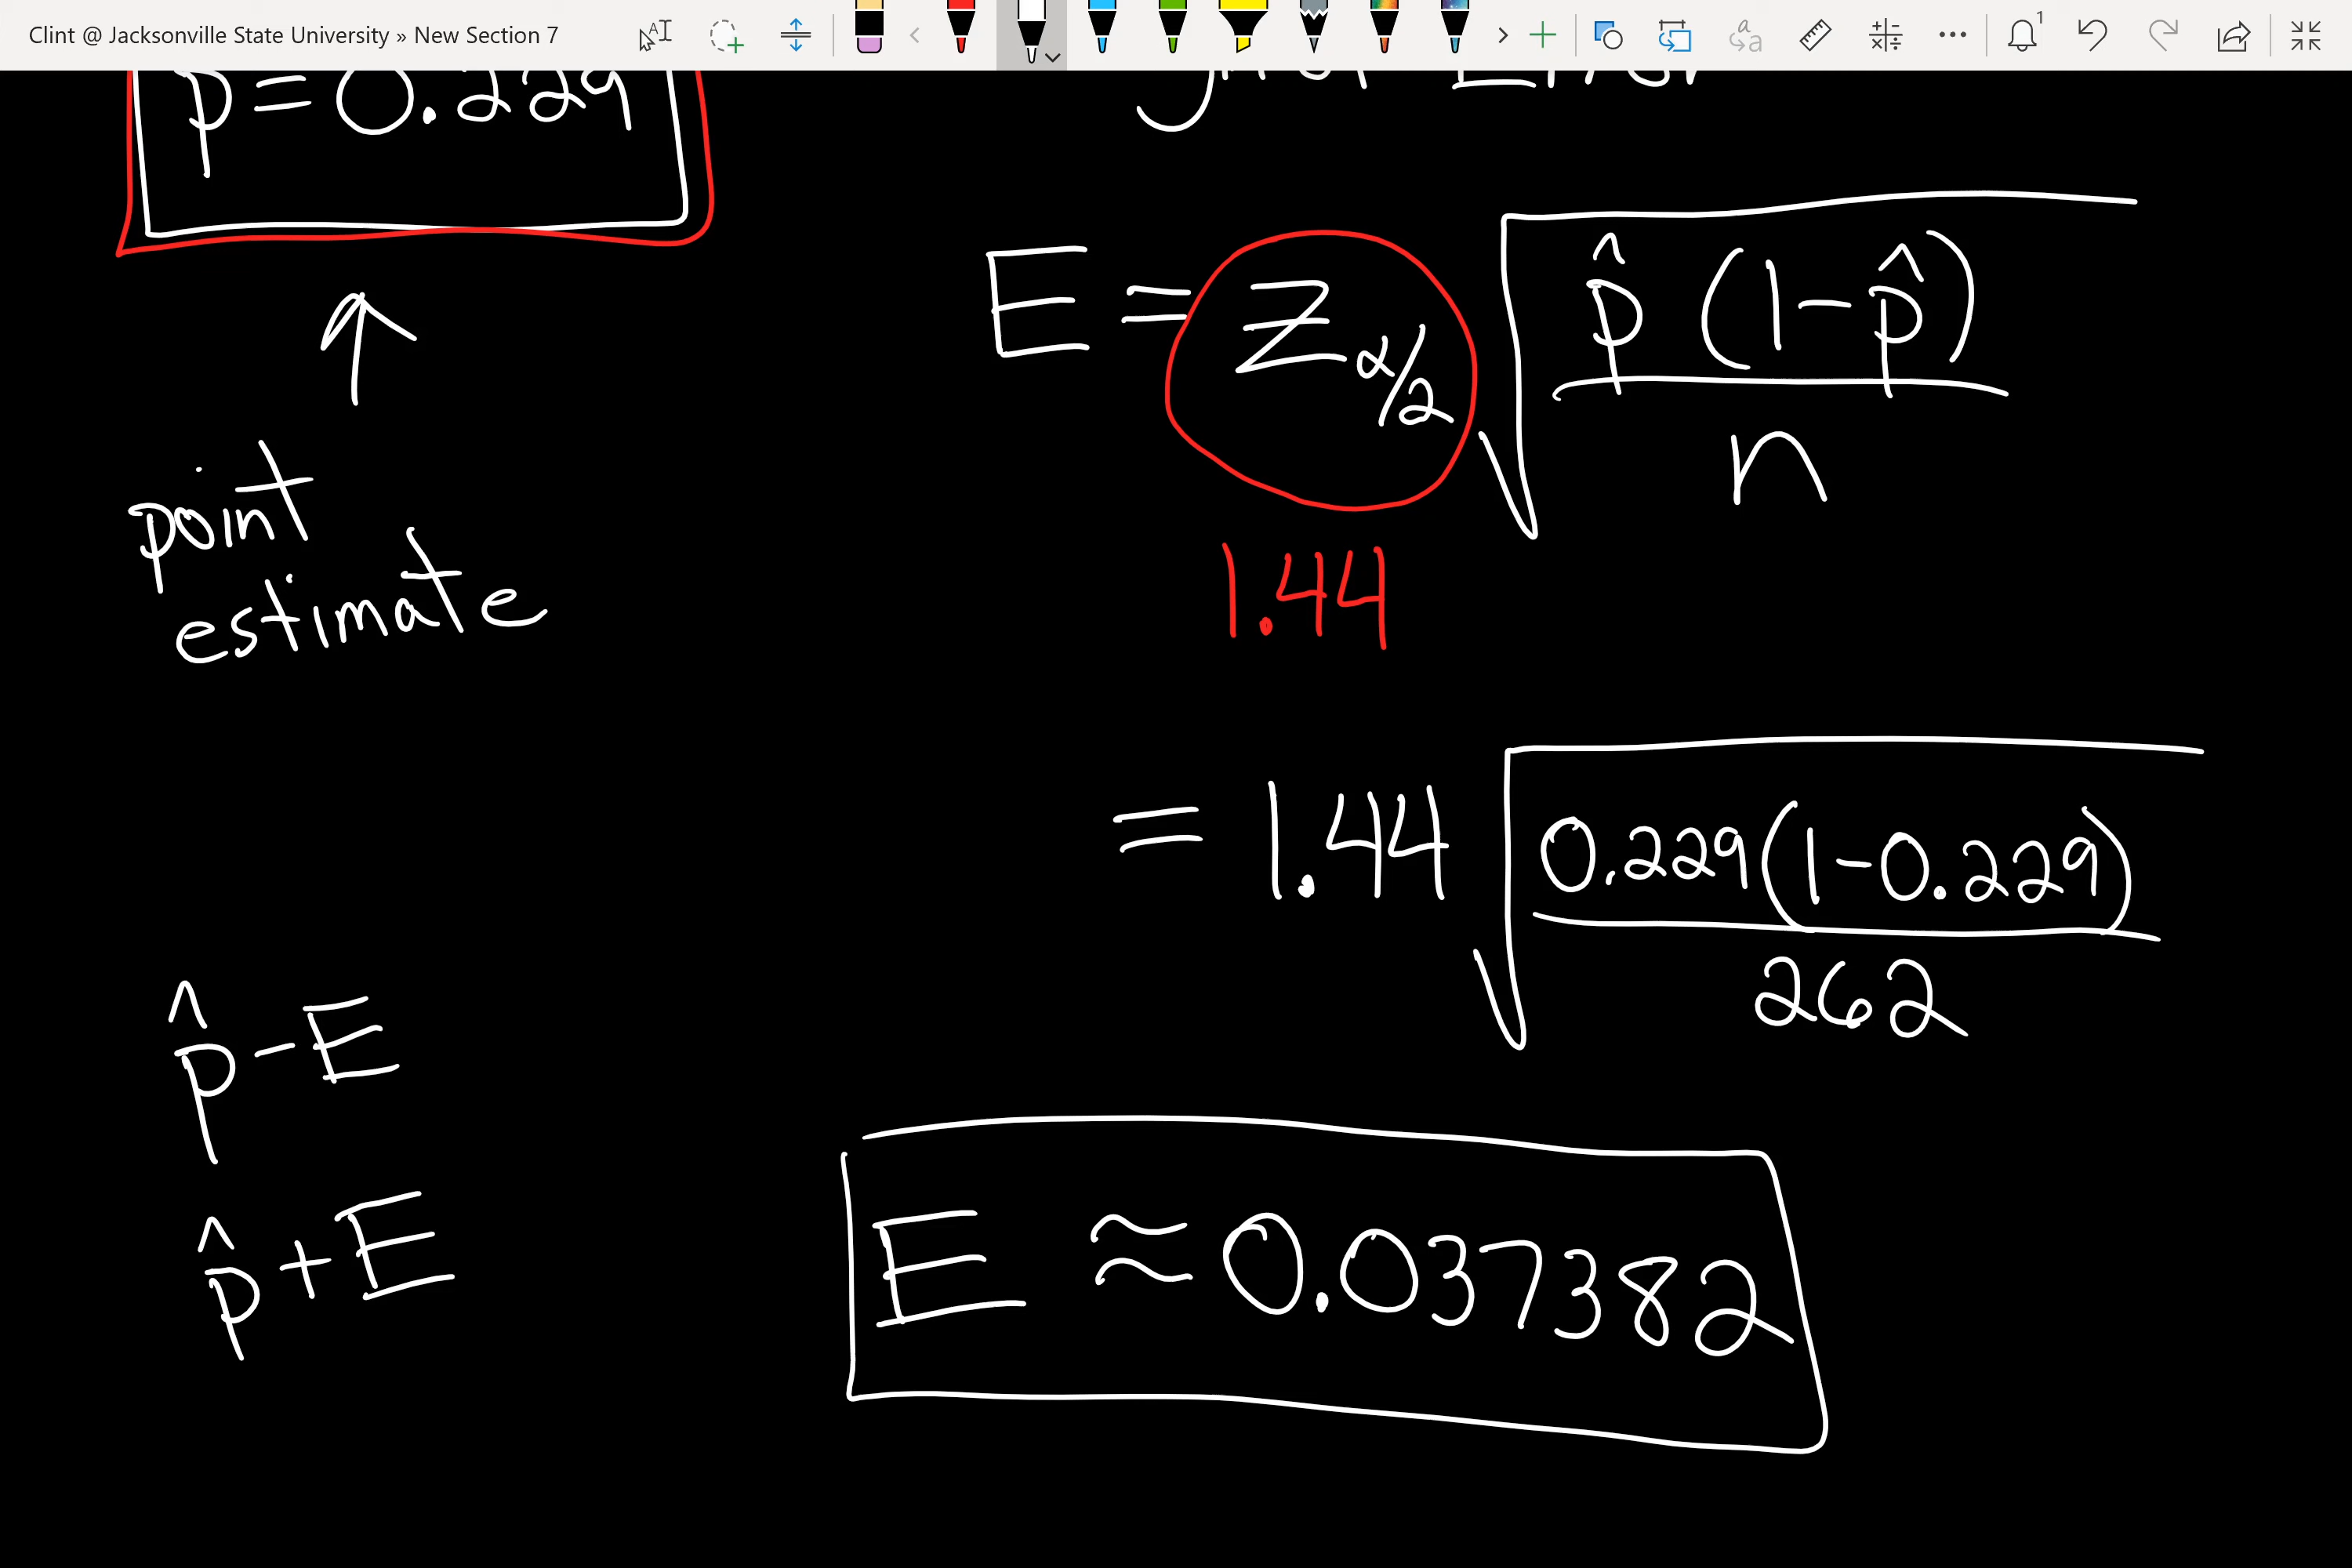 Clint @ Jacksonville State University » New Section 7
p = 0.229
point
estimate
E = Z α/2 √ p̂ (1 - p̂) / n
1.44
= 1.44 √ 0.229(1 - 0.229) / 262
p̂ - E
p̂ + E
E ≈ 0.037382